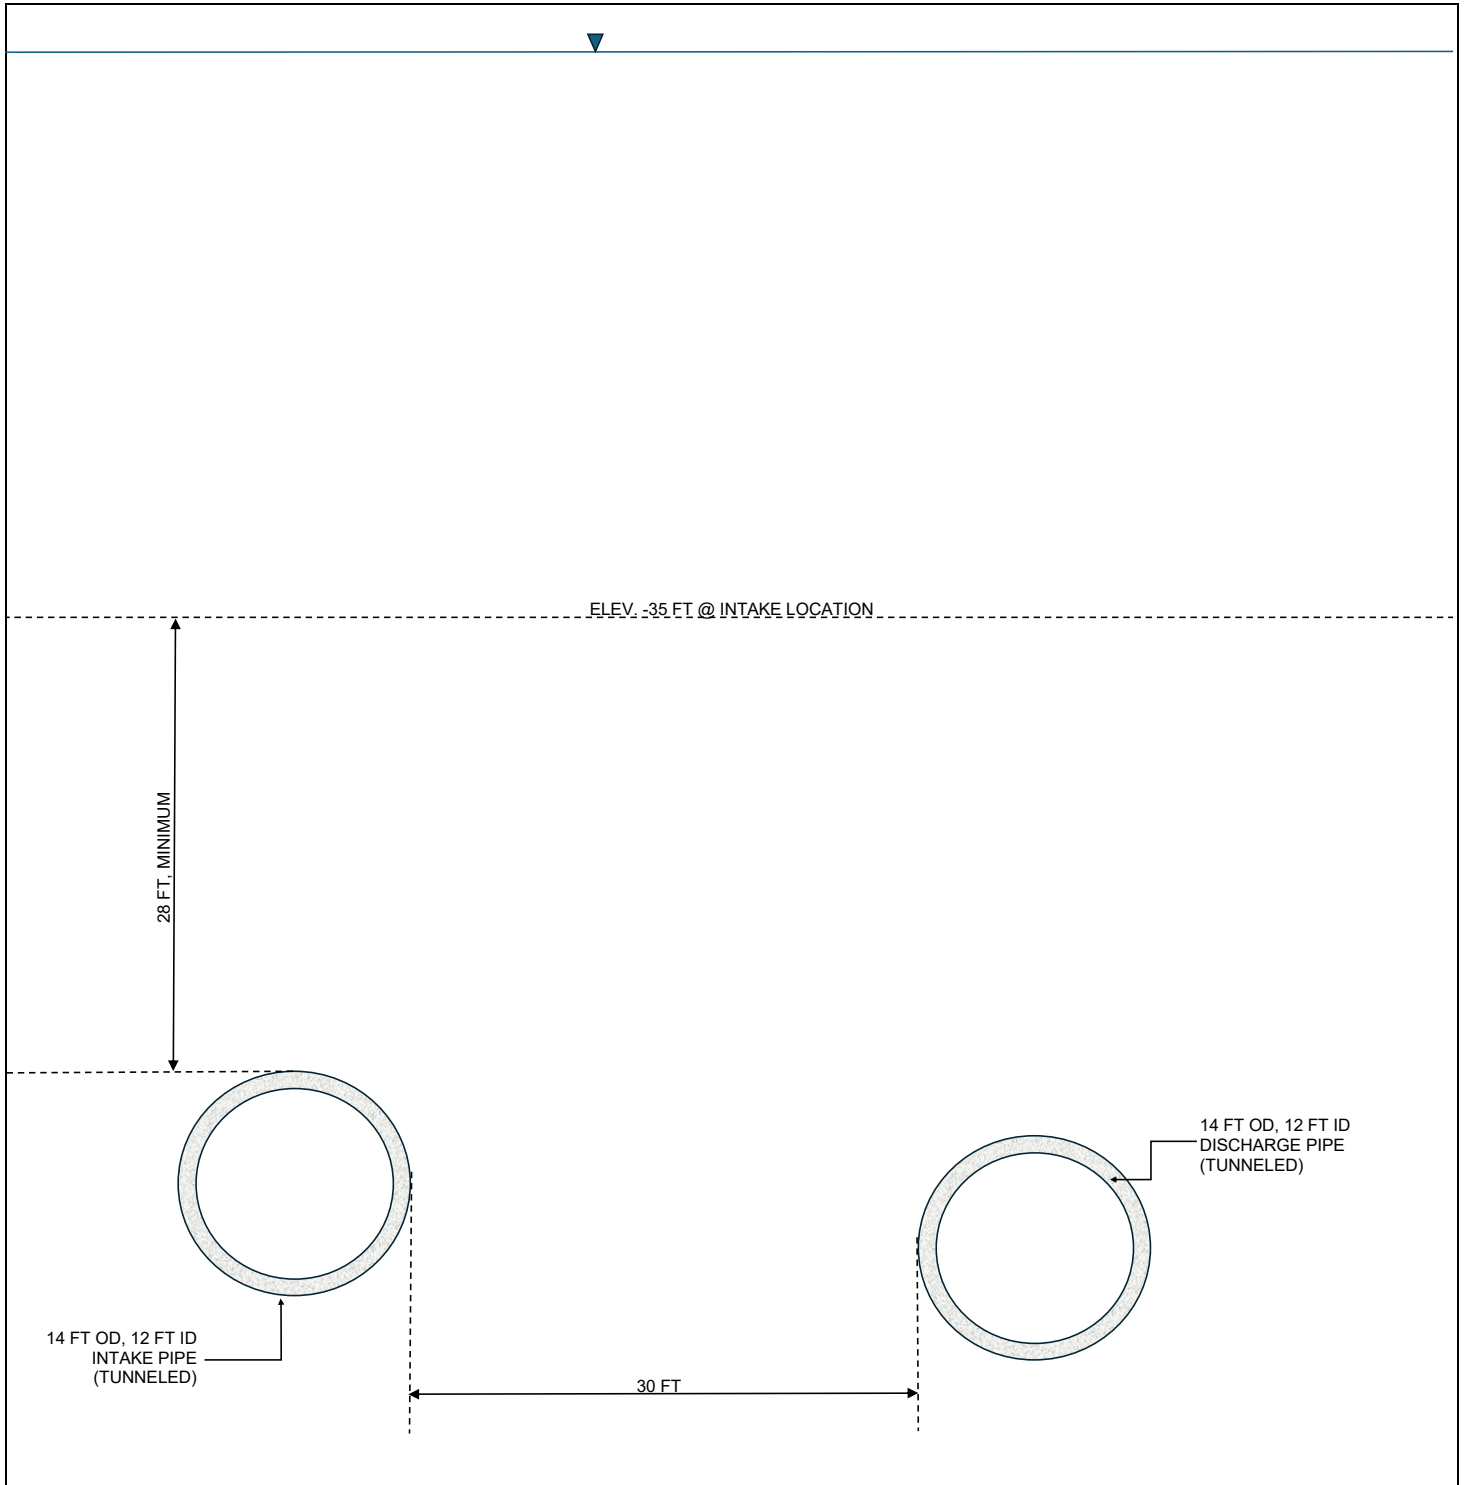 ELEV. -35 FT @ INTAKE LOCATION
28 FT, MINIMUM
14 FT OD, 12 FT ID
DISCHARGE PIPE
(TUNNELED)
14 FT OD, 12 FT ID
INTAKE PIPE
(TUNNELED)
30 FT